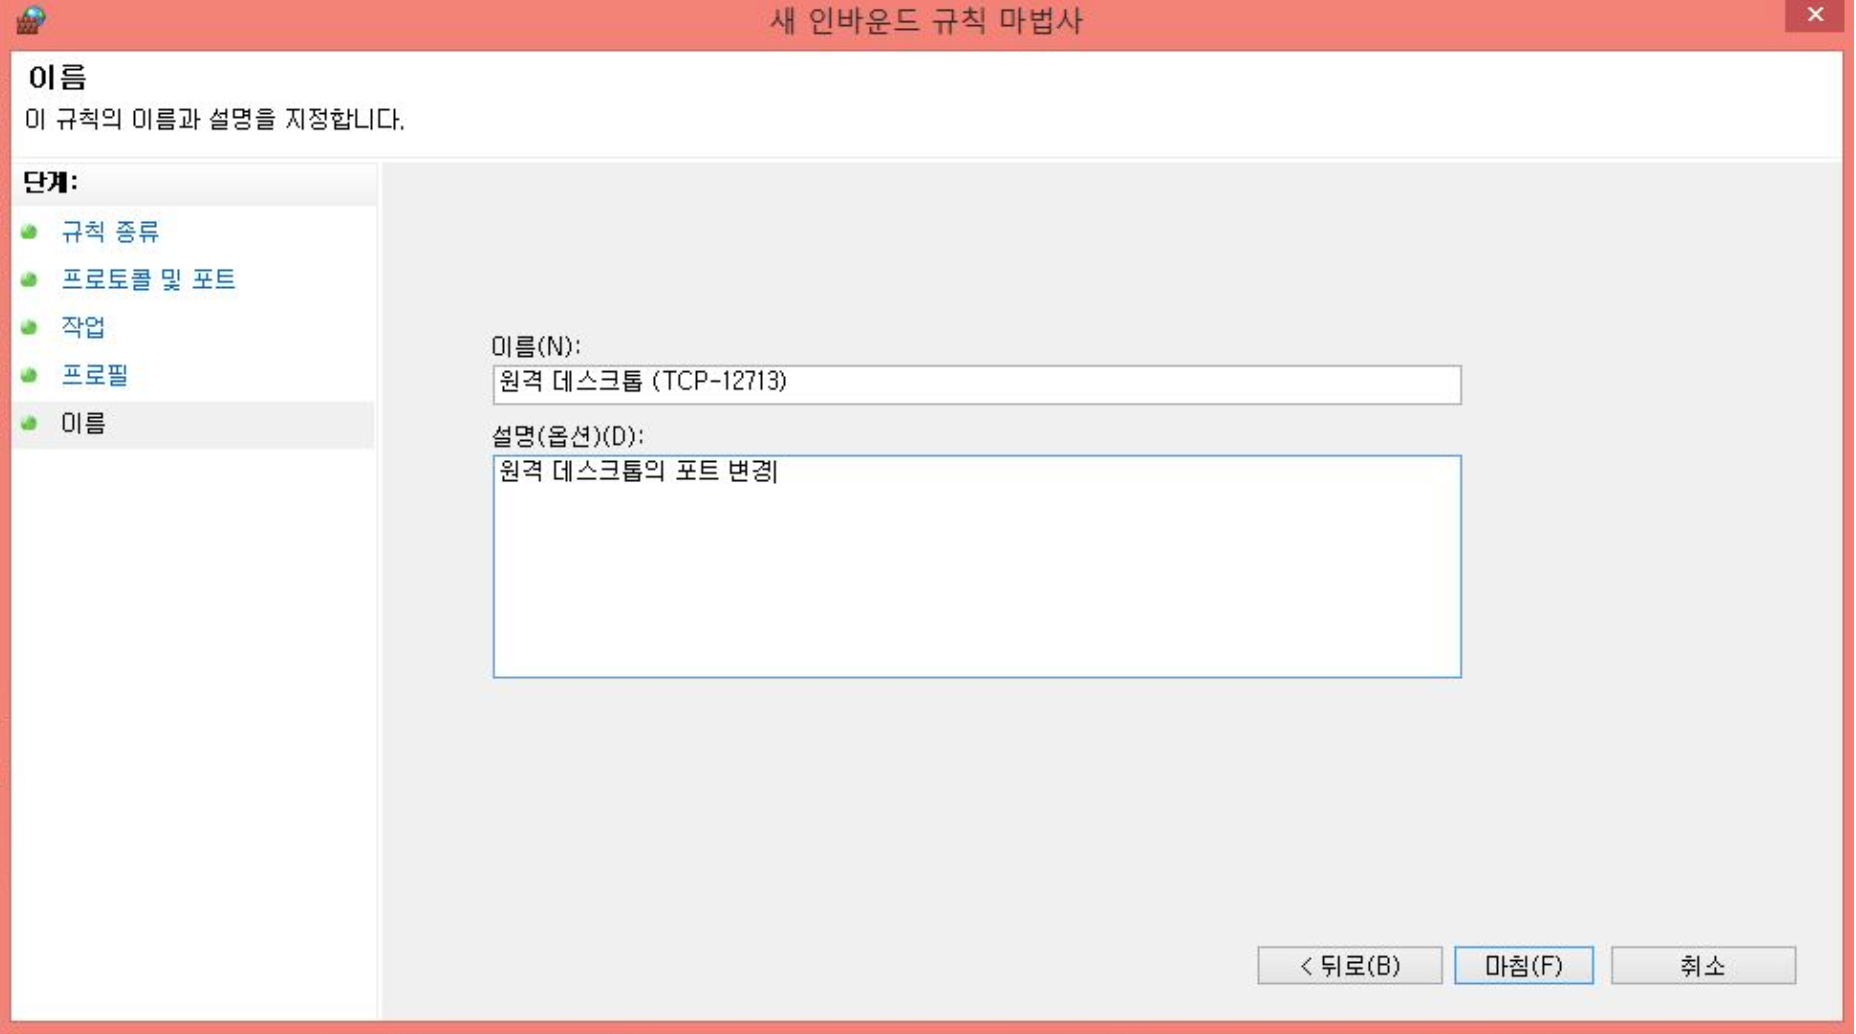 새 인바운드 규칙 마법사
이름
이 규칙의 이름과 설명을 지정합니다.
단계:
규칙 종류
프로토콜 및 포트
작업
프로필
이름
이름(N):
원격 데스크톱 (TCP-12713)
설명(옵션)(D):
원격 데스크톱의 포트 변경
< 뒤로(B) 마침(F) 취소